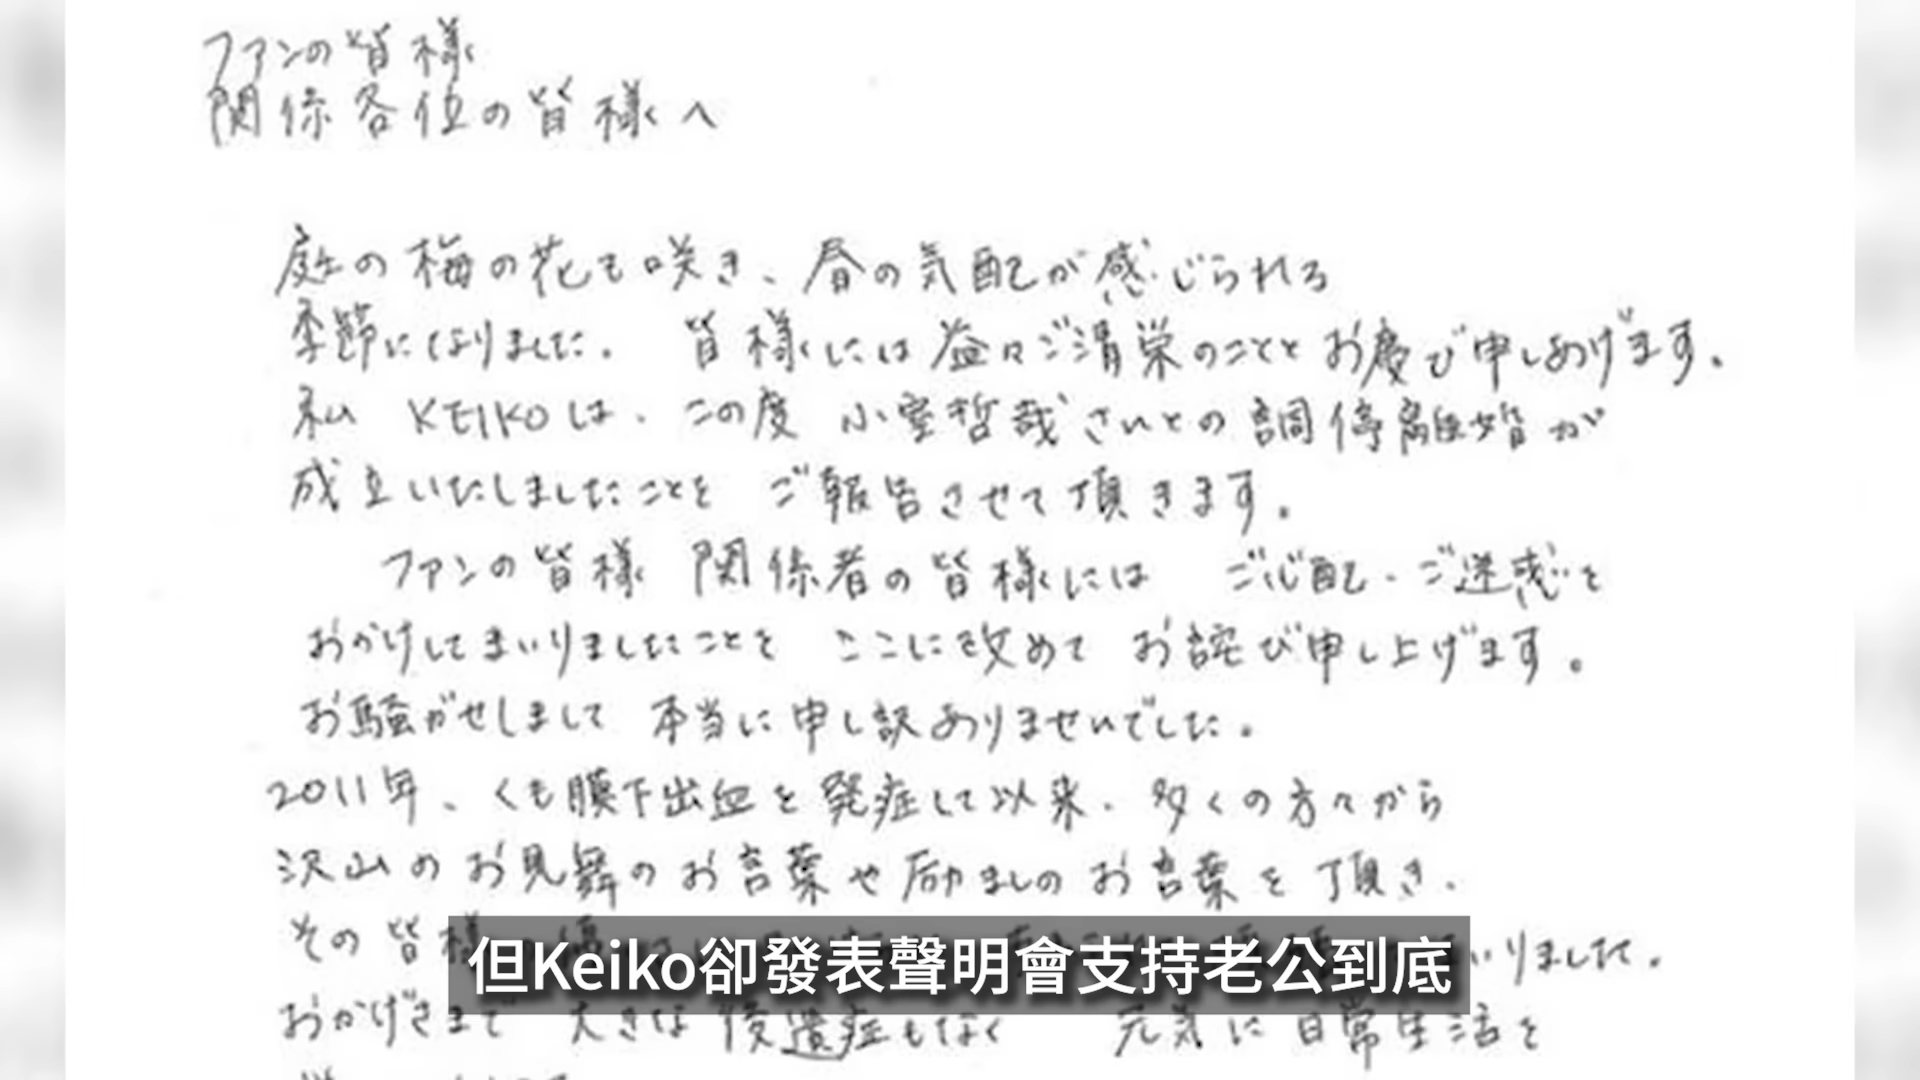 ファンの皆様
関係各位の皆様へ
庭の梅の花も咲き、春の気配が感じられる
季節になりました。 皆様には益々ご清栄のこととお慶び申しあげます。
私 KEIKOは、この度 小室哲哉さんとの調停離婚が
成立いたしましたことを ご報告させて頂きます。
ファンの皆様 関係者の皆様には ご心配・ご迷惑を
おかけしてまいりましたことを ここに改めて お詫び申し上げます。
お騒がせしまして 本当に申し訳ありませんでした。
2011年、くも膜下出血を発症して以来、多くの方々から
沢山のお見舞のお言葉や励ましのお言葉を頂き、
その皆様 いりました。
但Keiko卻發表聲明會支持老公到底
おかげさまで 大きな後遺症もなく 元気に日常生活を